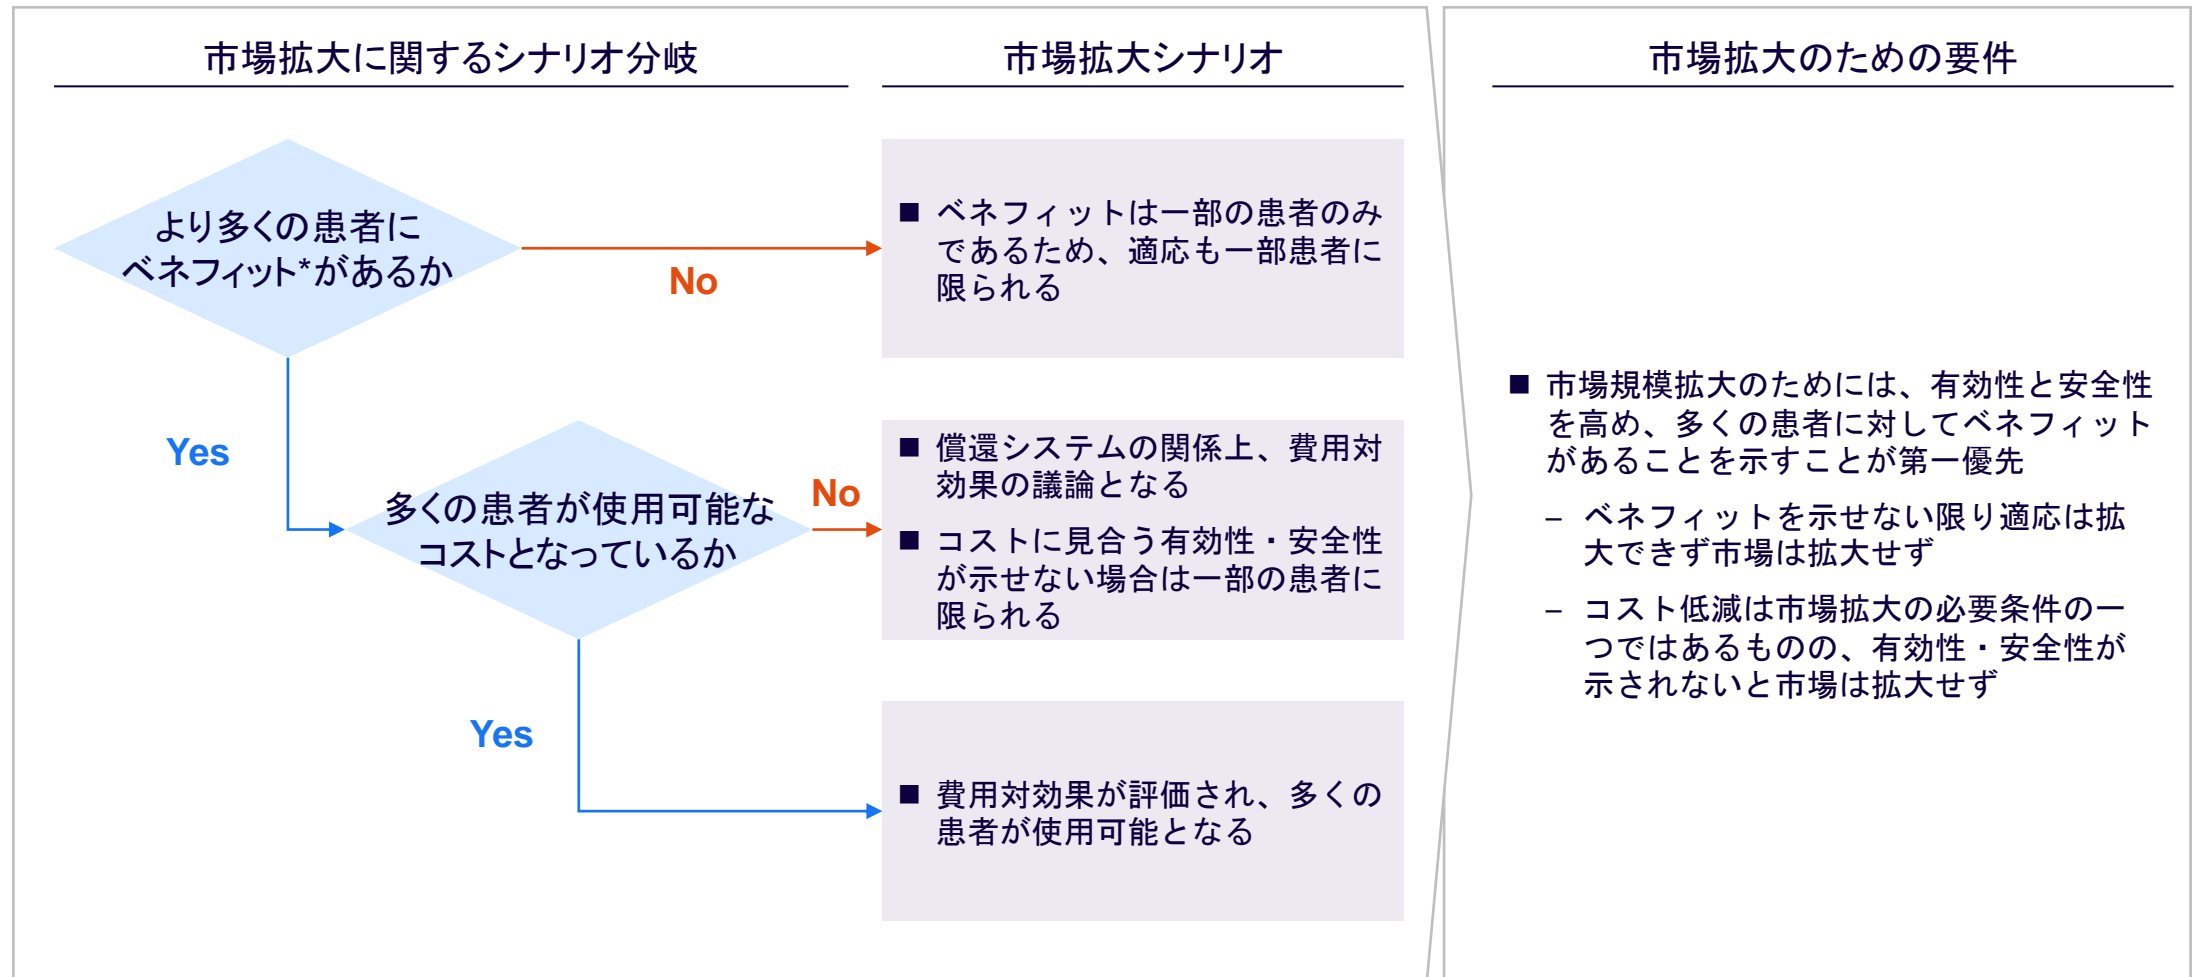 市場拡大に関するシナリオ分岐
市場拡大シナリオ
市場拡大のための要件
より多くの患者に
ベネフィット*があるか
No
■ ベネフィットは一部の患者のみ
であるため、適応も一部患者に
限られる
Yes
多くの患者が使用可能な
コストとなっているか
No
■ 償還システムの関係上、費用対
効果の議論となる
■ コストに見合う有効性・安全性
が示せない場合は一部の患者に
限られる
Yes
■ 費用対効果が評価され、多くの
患者が使用可能となる
■ 市場規模拡大のためには、有効性と安全性
を高め、多くの患者に対してベネフィット
があることを示すことが第一優先
– ベネフィットを示せない限り適応は拡
大できず市場は拡大せず
– コスト低減は市場拡大の必要条件の一
つではあるものの、有効性・安全性が
示されないと市場は拡大せず